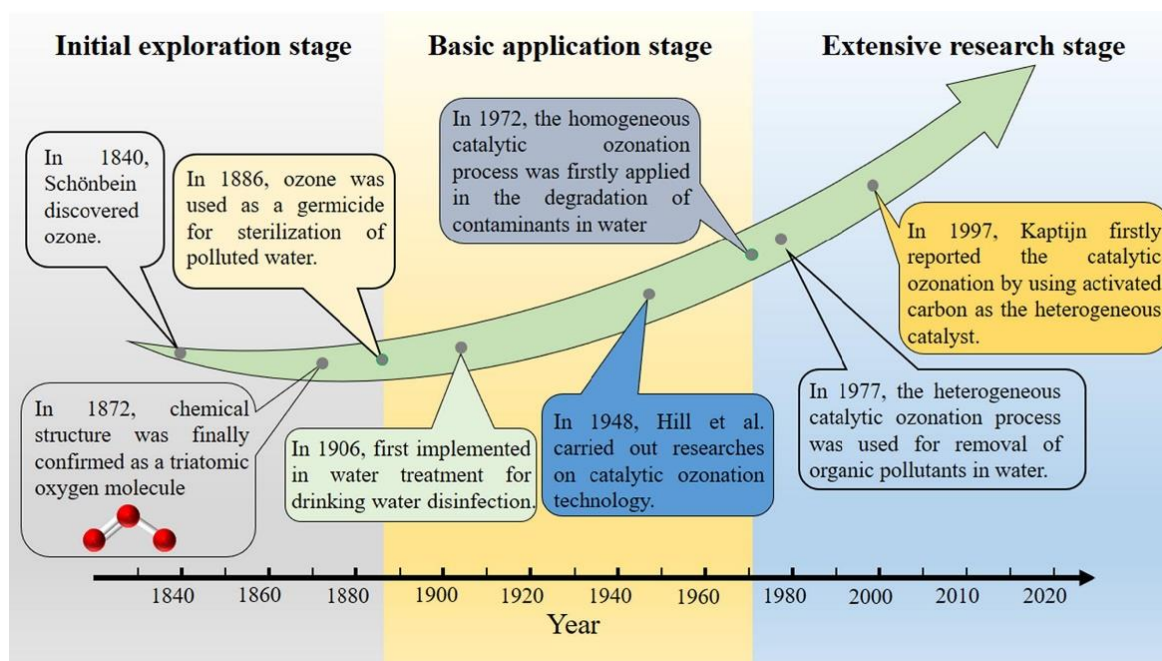 Initial exploration stage
Basic application stage
Extensive research stage
In 1840,
Schönbein
discovered
ozone.
In 1886, ozone was
used as a germicide
for sterilization of
polluted water.
In 1972, the homogeneous
catalytic ozonation
process was firstly applied
in the degradation of
contaminants in water
In 1997, Kaptijn firstly
reported the catalytic
ozonation by using activated
carbon as the heterogeneous
catalyst.
In 1872, chemical
structure was finally
confirmed as a triatomic
oxygen molecule
In 1906, first implemented
in water treatment for
drinking water disinfection.
In 1948, Hill et al.
carried out researches
on catalytic ozonation
technology.
In 1977, the heterogeneous
catalytic ozonation process
was used for removal of
organic pollutants in water.
1840 1860 1880 1900 1920 1940 1960 1980 2000 2010 2020
Year